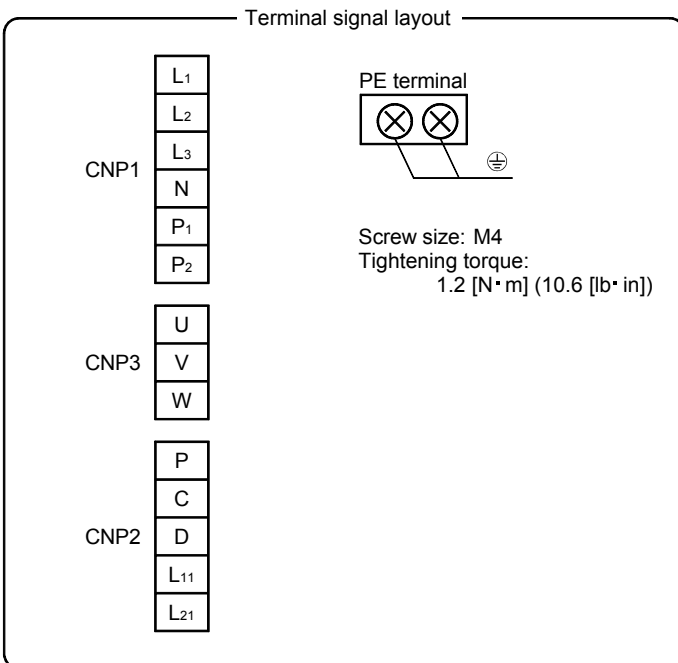 Terminal signal layout
CNP1
L1
L2
L3
N
P1
P2
PE terminal
Screw size: M4
Tightening torque:
1.2 [N･m] (10.6 [lb･in])
CNP3
U
V
W
CNP2
P
C
D
L11
L21